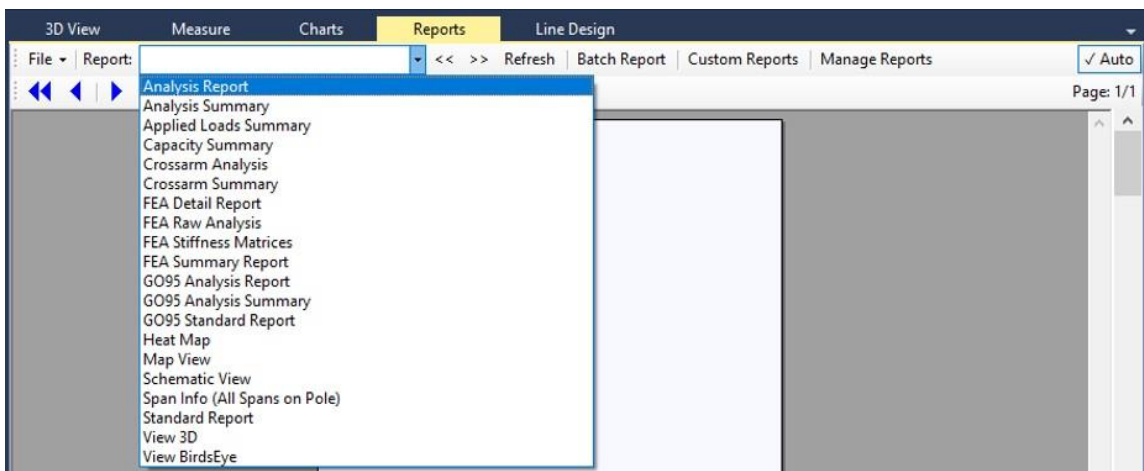 3D View Measure Charts Reports Line Design
File Report: << >> Refresh Batch Report Custom Reports Manage Reports ✓ Auto
Page: 1/1
Analysis Report
Analysis Summary
Applied Loads Summary
Capacity Summary
Crossarm Analysis
Crossarm Summary
FEA Detail Report
FEA Raw Analysis
FEA Stiffness Matrices
FEA Summary Report
GO95 Analysis Report
GO95 Analysis Summary
GO95 Standard Report
Heat Map
Map View
Schematic View
Span Info (All Spans on Pole)
Standard Report
View 3D
View BirdsEye